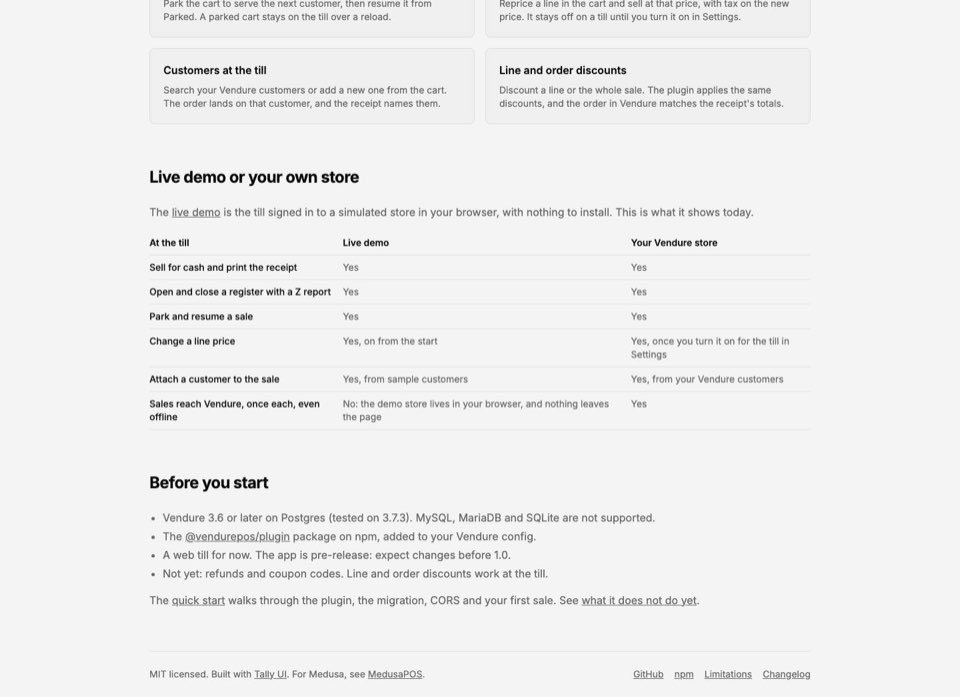 Park the cart to serve the next customer, then resume it from
Parked. A parked cart stays on the till over a reload.
Reprice a line in the cart and sell at that price, with tax on the new
price. It stays off on a till until you turn it on in Settings.
Customers at the till
Search your Vendure customers or add a new one from the cart.
The order lands on that customer, and the receipt names them.
Line and order discounts
Discount a line or the whole sale. The plugin applies the same
discounts, and the order in Vendure matches the receipt's totals.
Live demo or your own store
The live demo is the till signed in to a simulated store in your browser, with nothing to install. This is what it shows today.
At the till Live demo Your Vendure store
Sell for cash and print the receipt Yes Yes
Open and close a register with a Z report Yes Yes
Park and resume a sale Yes Yes
Change a line price Yes, on from the start Yes, once you turn it on for the till in
Settings
Attach a customer to the sale Yes, from sample customers Yes, from your Vendure customers
Sales reach Vendure, once each, even No: the demo store lives in your browser, and nothing leaves Yes
offline the page
Before you start
• Vendure 3.6 or later on Postgres (tested on 3.7.3). MySQL, MariaDB and SQLite are not supported.
• The @vendurepos/plugin package on npm, added to your Vendure config.
• A web till for now. The app is pre-release: expect changes before 1.0.
• Not yet: refunds and coupon codes. Line and order discounts work at the till.
The quick start walks through the plugin, the migration, CORS and your first sale. See what it does not do yet.
MIT licensed. Built with Tally UI. For Medusa, see MedusaPOS.
GitHub npm Limitations Changelog